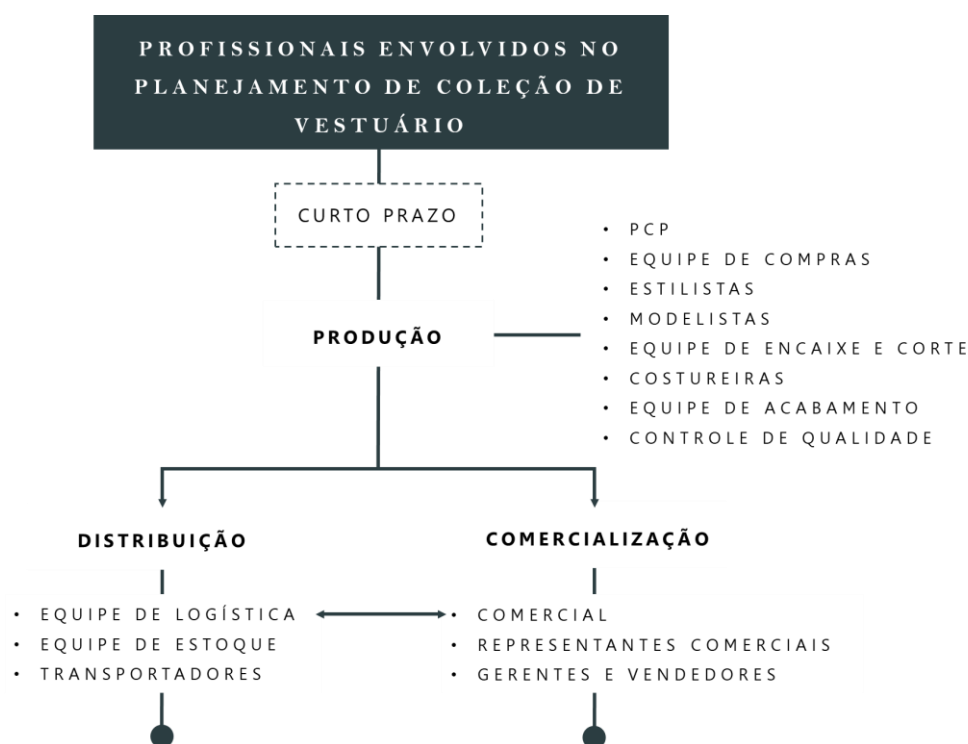 PROFISSIONAIS ENVOLVIDOS NO
PLANEJAMENTO DE COLEÇÃO DE
VESTUÁRIO
CURTO PRAZO
PRODUÇÃO
• PCP
• EQUIPE DE COMPRAS
• ESTILISTAS
• MODELISTAS
• EQUIPE DE ENCAIXE E CORTE
• COSTUREIRAS
• EQUIPE DE ACABAMENTO
• CONTROLE DE QUALIDADE
DISTRIBUIÇÃO
• EQUIPE DE LOGÍSTICA
• EQUIPE DE ESTOQUE
• TRANSPORTADORES
COMERCIALIZAÇÃO
• COMERCIAL
• REPRESENTANTES COMERCIAIS
• GERENTES E VENDEDORES